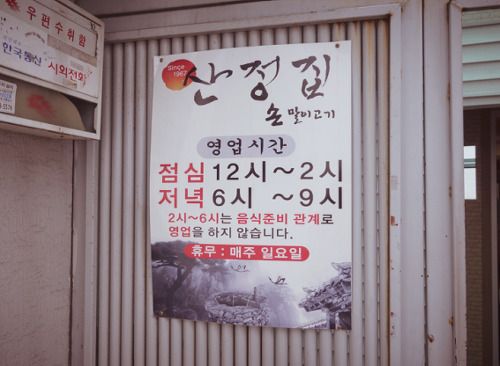 우편수취함
한국통신 시외전화
Since
1967
산정집
손 말이고기
영업시간
점심 12시~2시
저녁 6시 ~9시
2시~6시는 음식준비 관계로
영업을 하지 않습니다.
휴무 : 매주 일요일